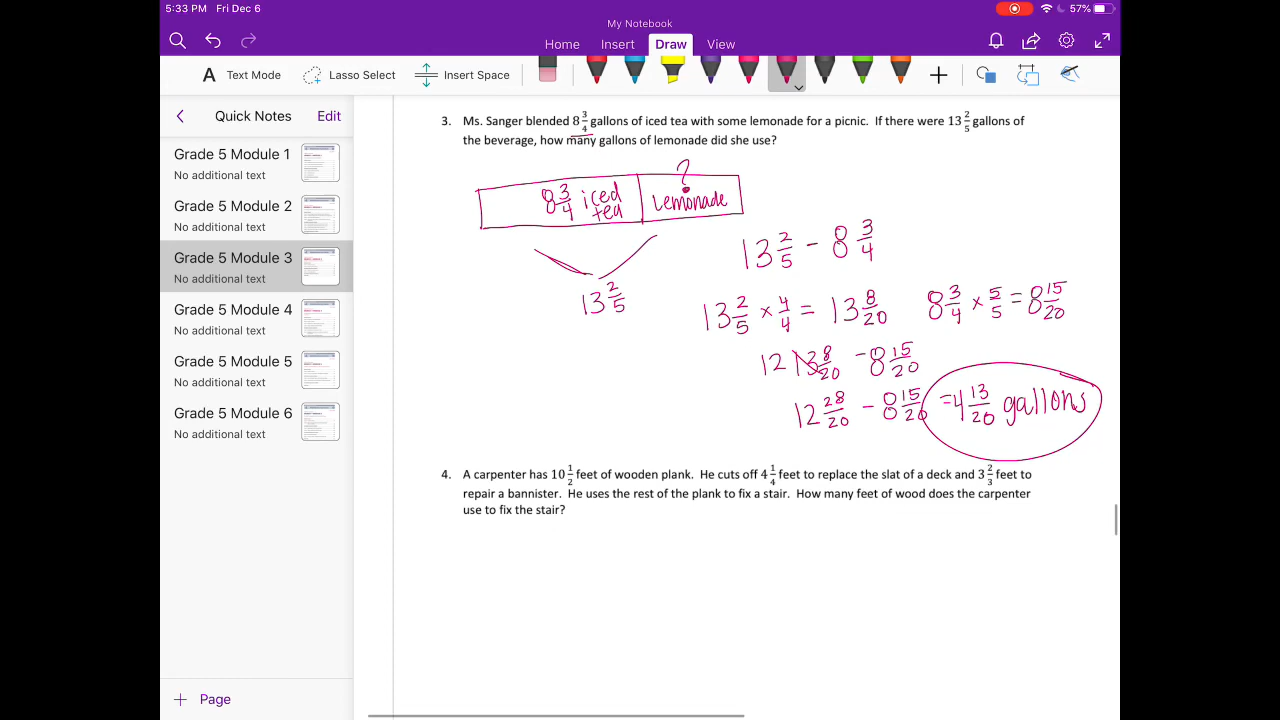 5:33 PM Fri Dec 6
57%
My Notebook
Home Insert Draw View
A Text Mode Lasso Select Insert Space
Quick Notes Edit
Grade 5 Module 1
No additional text
Grade 5 Module 2
No additional text
Grade 5 Module 3
No additional text
Grade 5 Module 4
No additional text
Grade 5 Module 5
No additional text
Grade 5 Module 6
No additional text
+ Page
3. Ms. Sanger blended 8 3/4 gallons of iced tea with some lemonade for a picnic. If there were 13 2/5 gallons of
the beverage, how many gallons of lemonade did she use?
?
8 3/4 iced tea Lemonade
13 2/5
13 2/5 - 8 3/4
13 2/5 × 4/4 = 13 8/20 8 3/4 × 5/5 = 8 15/20
12 13 8/20 - 8 15/20
12 28/20 - 8 15/20 = 4 13/20 gallons
4. A carpenter has 10 1/2 feet of wooden plank. He cuts off 4 1/4 feet to replace the slat of a deck and 3 2/3 feet to
repair a bannister. He uses the rest of the plank to fix a stair. How many feet of wood does the carpenter
use to fix the stair?